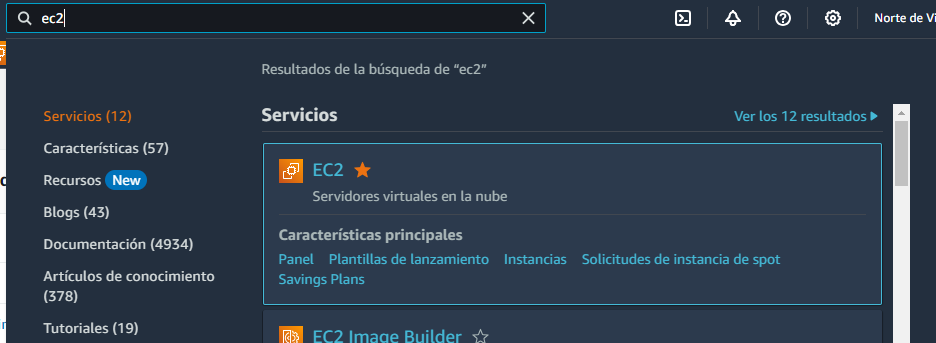 ec2
Norte de Vi
Resultados de la búsqueda de “ec2”
Servicios (12)
Características (57)
Recursos New
Blogs (43)
Documentación (4934)
Artículos de conocimiento
(378)
Tutoriales (19)
Servicios
Ver los 12 resultados
EC2
Servidores virtuales en la nube
Características principales
Panel Plantillas de lanzamiento Instancias Solicitudes de instancia de spot
Savings Plans
EC2 Image Builder